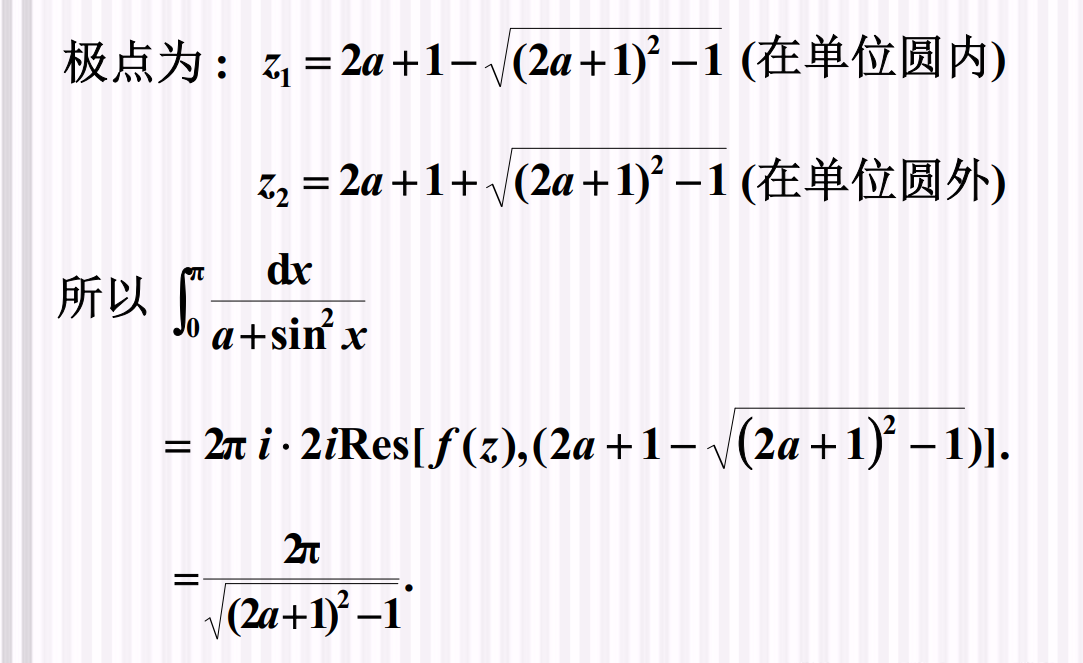 极点为: z₁ = 2a+1−√((2a+1)²−1) (在单位圆内)
z₂ = 2a+1+√((2a+1)²−1) (在单位圆外)
所以 ∫₀^π dx/(a+sin²x)
= 2π i · 2iRes[f(z),(2a+1−√((2a+1)²−1))].
= 2π/√((2a+1)²−1).